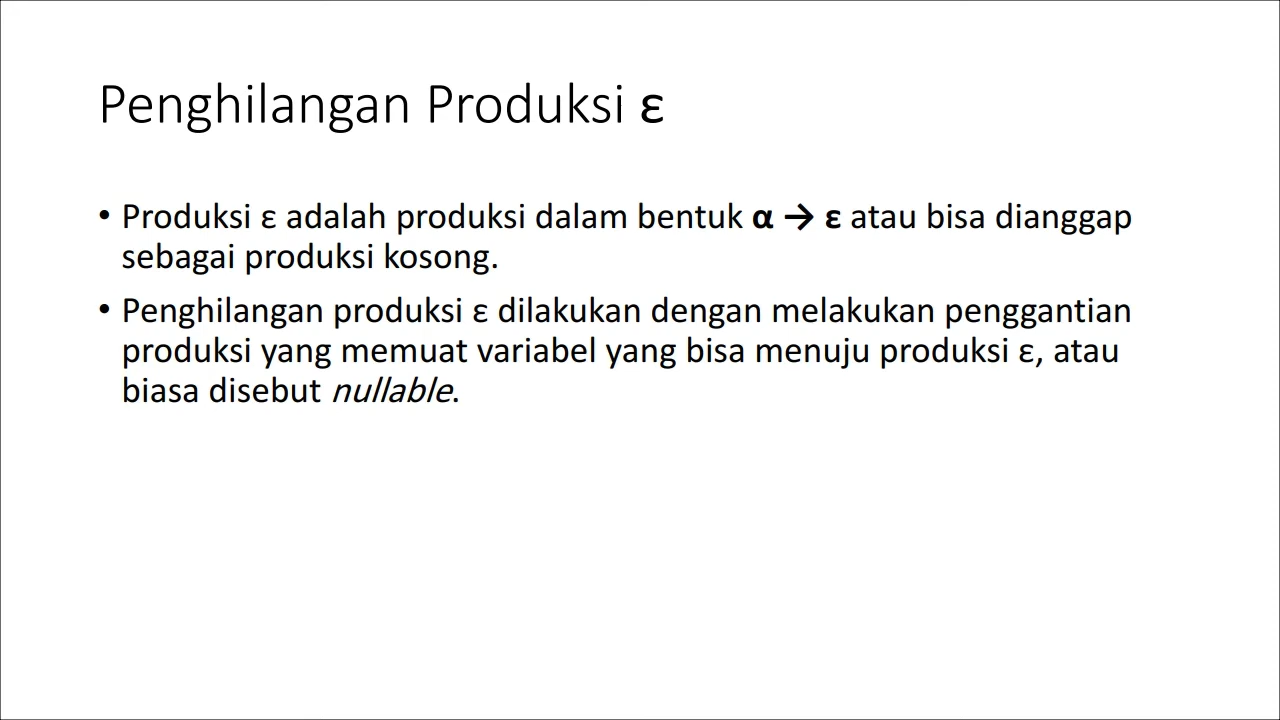 Penghilangan Produksi ε
• Produksi ε adalah produksi dalam bentuk α → ε atau bisa dianggap
sebagai produksi kosong.
• Penghilangan produksi ε dilakukan dengan melakukan penggantian
produksi yang memuat variabel yang bisa menuju produksi ε, atau
biasa disebut nullable.